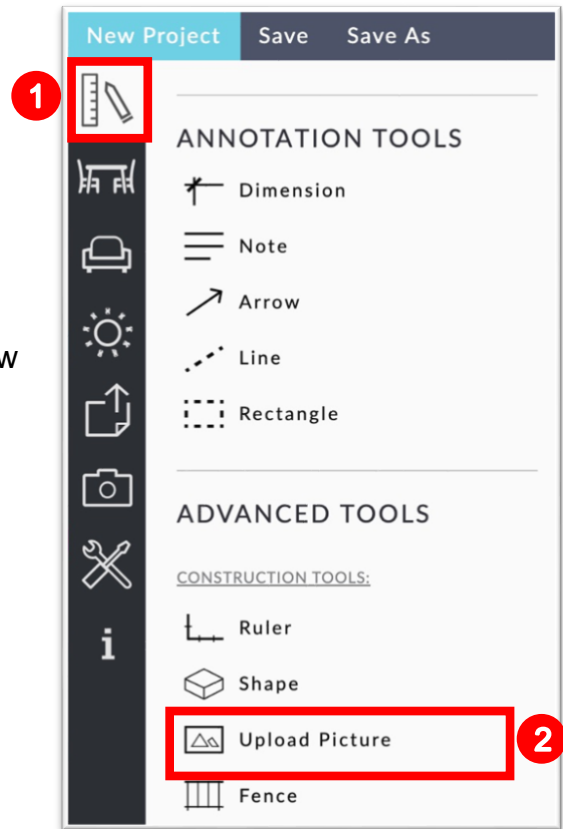 New Project Save Save As
1
ANNOTATION TOOLS
Dimension
Note
Arrow
w
Line
Rectangle
ADVANCED TOOLS
CONSTRUCTION TOOLS:
Ruler
i
Shape
Upload Picture 2
Fence